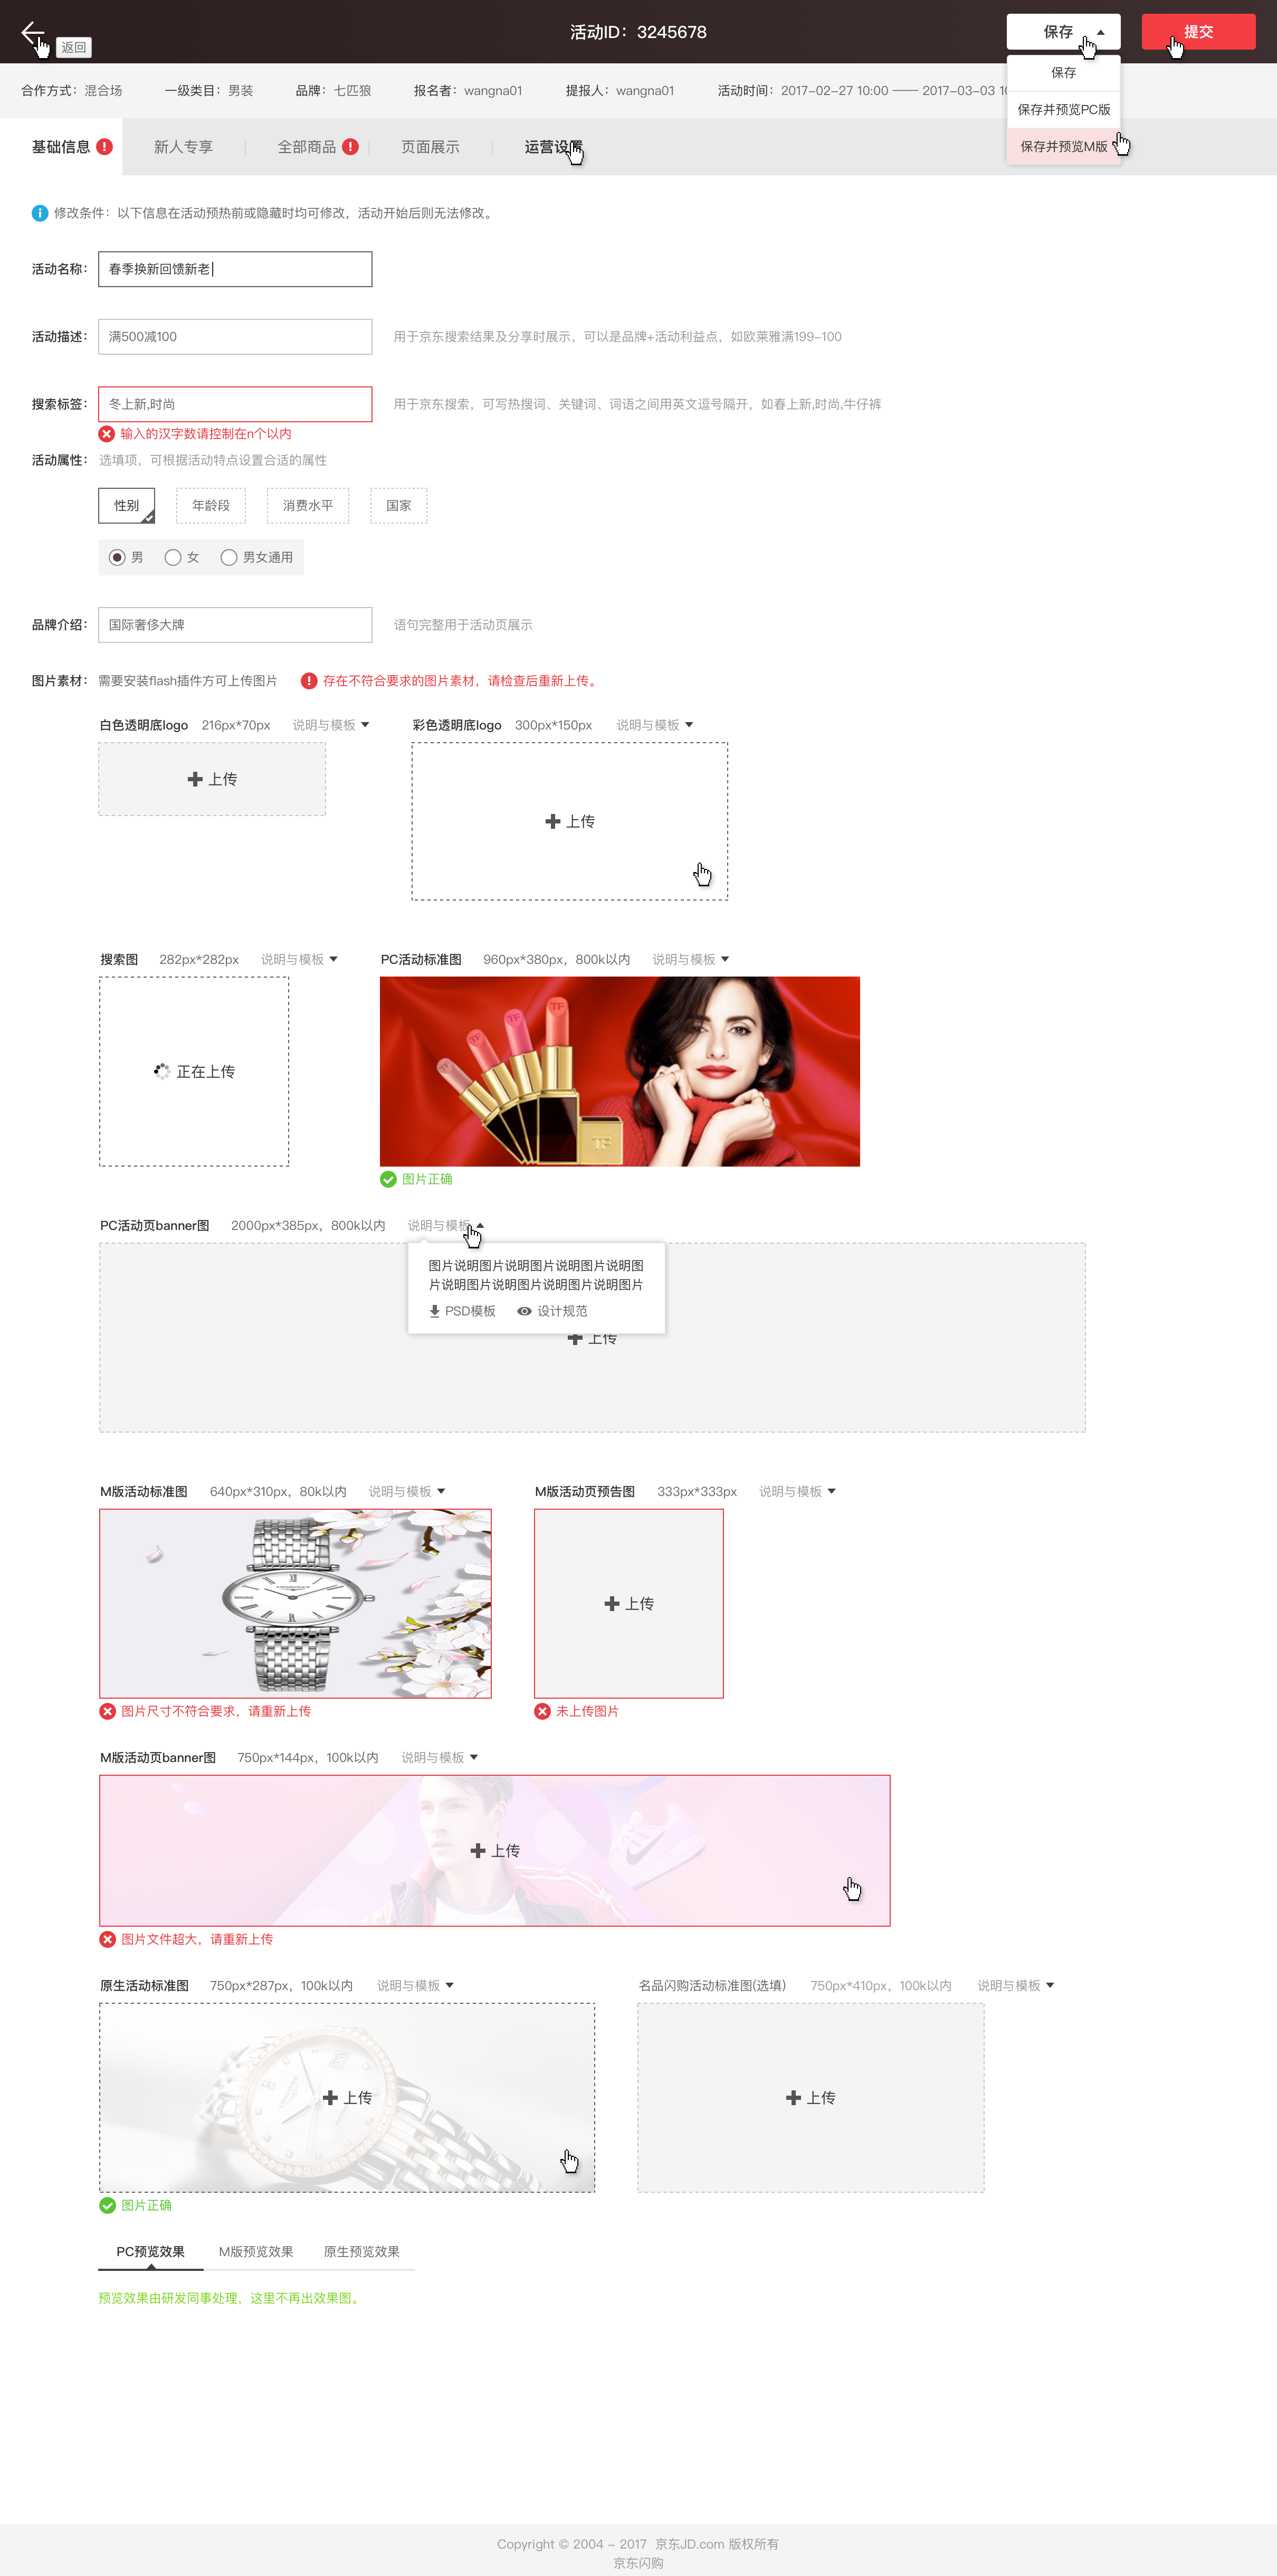 活动ID：3245678
保存
提交
返回
保存
保存并预览PC版
保存并预览M版
合作方式：混合场 一级类目：男装 品牌：七匹狼 报名者：wangna01 提报人：wangna01 活动时间：2017-02-27 10:00 —— 2017-03-03 10
基础信息 新人专享 全部商品 页面展示 运营设置
修改条件：以下信息在活动预热前或隐藏时均可修改，活动开始后则无法修改。
活动名称：春季换新回馈新老
活动描述：满500减100 用于京东搜索结果及分享时展示，可以是品牌+活动利益点，如欧莱雅满199-100
搜索标签：冬上新,时尚 用于京东搜索，可写热搜词、关键词、词语之间用英文逗号隔开，如春上新,时尚,牛仔裤
输入的汉字数请控制在n个以内
活动属性：选填项，可根据活动特点设置合适的属性
性别 年龄段 消费水平 国家
男 女 男女通用
品牌介绍：国际奢侈大牌 语句完整用于活动页展示
图片素材：需要安装flash插件方可上传图片 存在不符合要求的图片素材，请检查后重新上传。
白色透明底logo 216px*70px 说明与模板 彩色透明底logo 300px*150px 说明与模板
上传
上传
搜索图 282px*282px 说明与模板 PC活动标准图 960px*380px，800k以内 说明与模板
TF TF TF
正在上传
TF
图片正确
PC活动页banner图 2000px*385px，800k以内 说明与模板
图片说明图片说明图片说明图片说明图
片说明图片说明图片说明图片说明图片
PSD模板 设计规范
上传
M版活动标准图 640px*310px，80k以内 说明与模板 M版活动页预告图 333px*333px 说明与模板
上传
图片尺寸不符合要求，请重新上传 未上传图片
M版活动页banner图 750px*144px，100k以内 说明与模板
上传
图片文件超大，请重新上传
原生活动标准图 750px*287px，100k以内 说明与模板 名品闪购活动标准图(选填) 750px*410px，100k以内 说明与模板
上传 上传
图片正确
PC预览效果 M版预览效果 原生预览效果
预览效果由研发同事处理，这里不再出效果图。
Copyright © 2004 - 2017 京东JD.com 版权所有
京东闪购